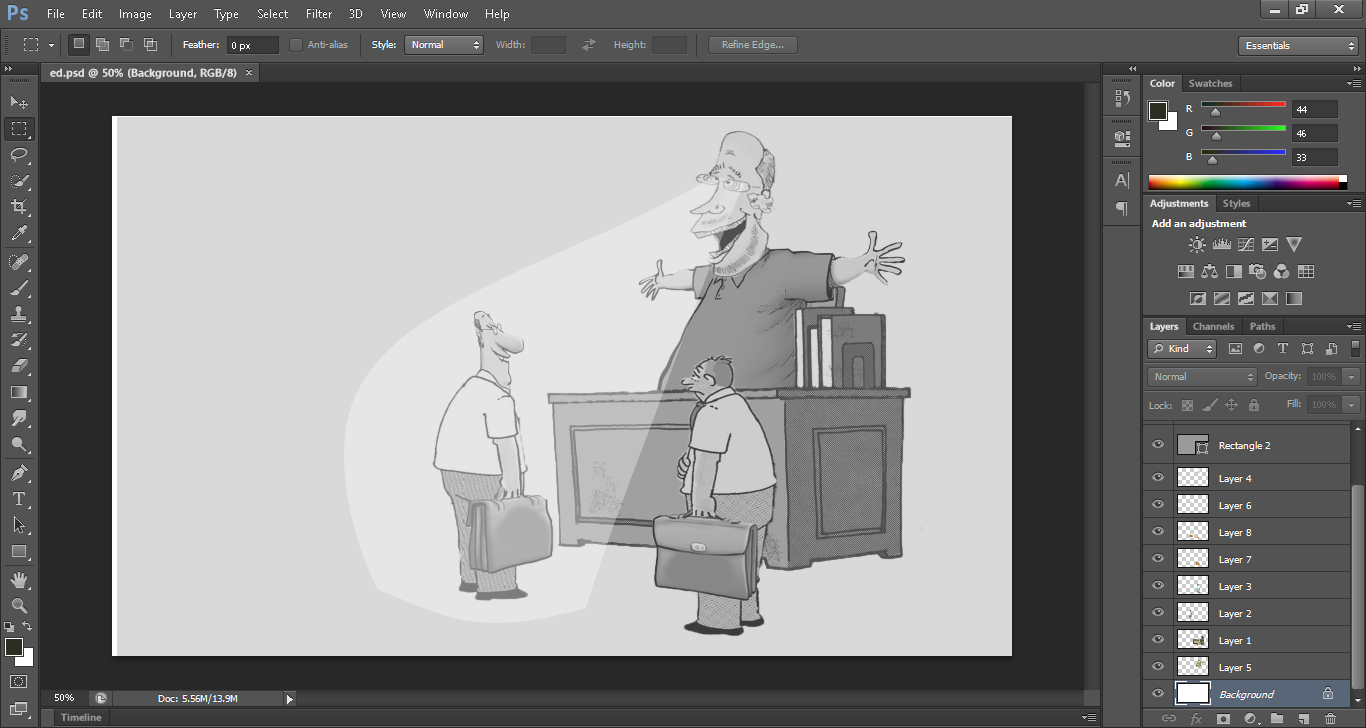 Ps File Edit Image Layer Type Select Filter 3D View Window Help
Feather: 0 px Anti-alias Style: Normal Width: Height: Refine Edge... Essentials
ed.psd @ 50% (Background, RGB/8) ×
Color Swatches
R 44
G 46
B 33
Adjustments Styles
Add an adjustment
Layers Channels Paths
Kind
Normal Opacity: 100%
Lock: Fill: 100%
Rectangle 2
Layer 4
Layer 6
Layer 8
Layer 7
Layer 3
Layer 2
Layer 1
Layer 5
Background
50% Doc: 5.56M/13.9M
Timeline